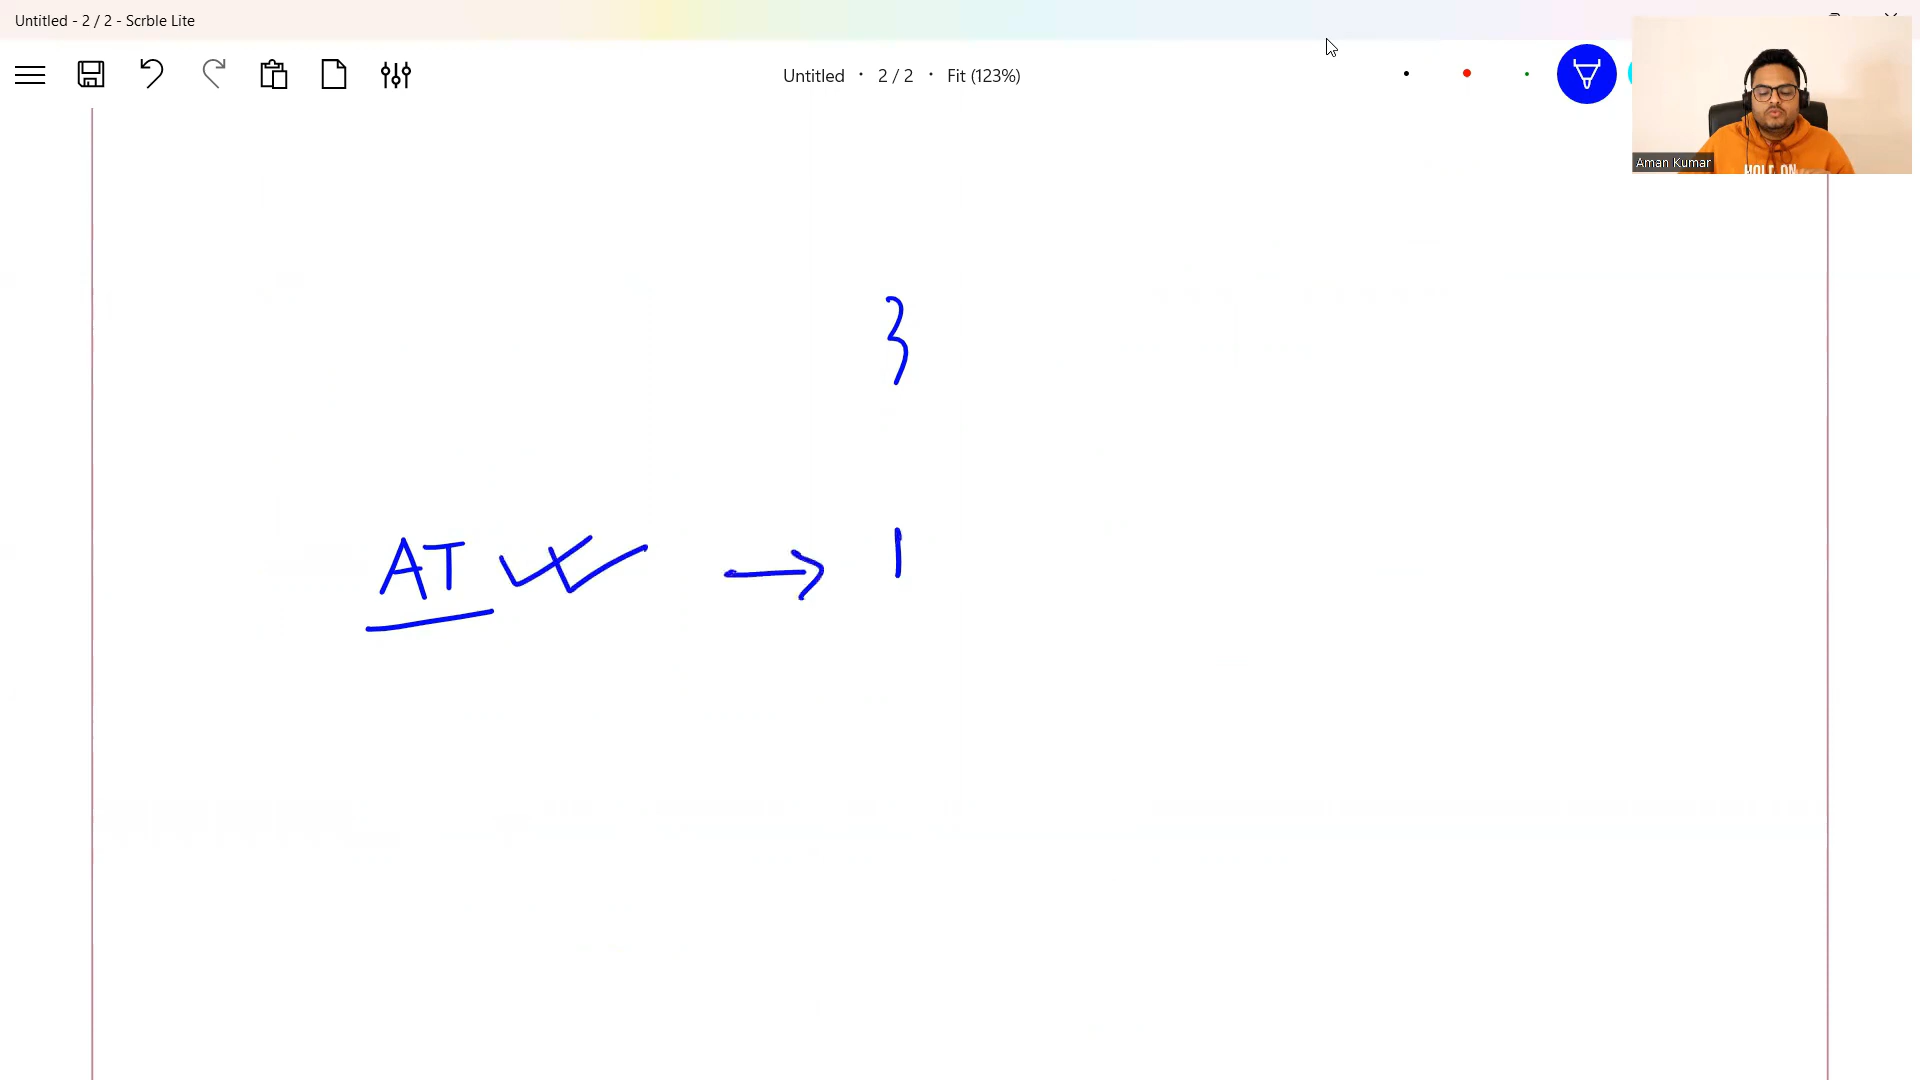 Untitled - 2 / 2 - Scrble Lite
Untitled · 2 / 2 · Fit (123%)
Aman Kumar
3
AT → 1